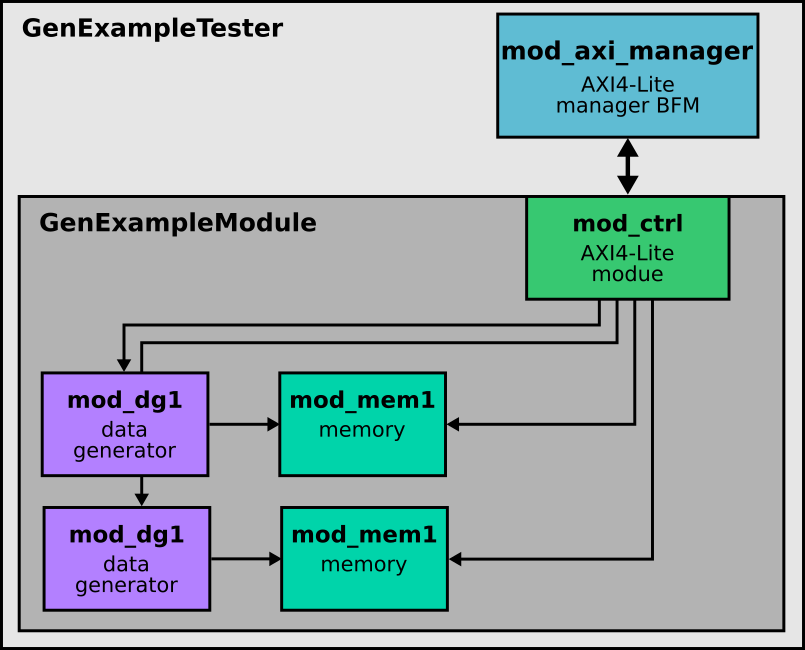 GenExampleTester
mod_axi_manager
AXI4-Lite
manager BFM
GenExampleModule
mod_ctrl
AXI4-Lite
modue
mod_dg1
data
generator
mod_mem1
memory
mod_dg1
data
generator
mod_mem1
memory